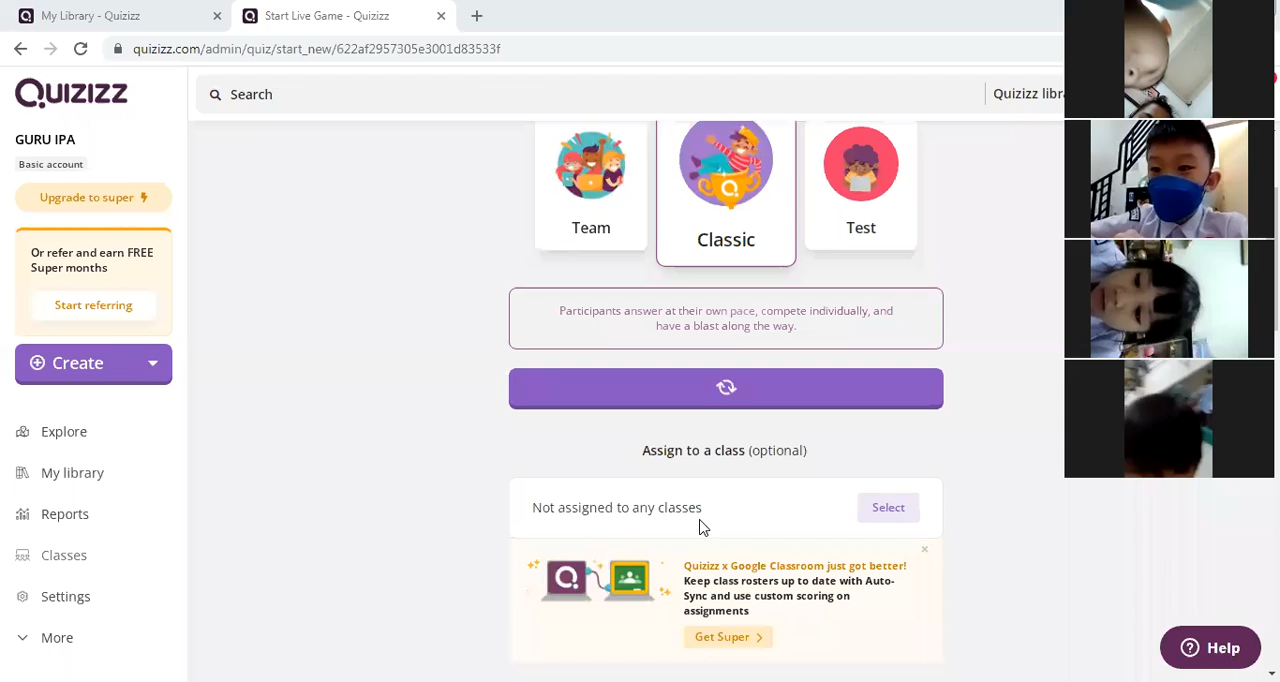 My Library - Quizizz
Start Live Game - Quizizz
quizizz.com/admin/quiz/start_new/622af2957305e3001d83533f
QUIZIZZ
Search
Quizizz libra
GURU IPA
Basic account
Upgrade to super
Or refer and earn FREE
Super months
Start referring
Create
Explore
My library
Reports
Classes
Settings
More
Team
Classic
Test
Participants answer at their own pace, compete individually, and
have a blast along the way.
Assign to a class (optional)
Not assigned to any classes
Select
Quizizz x Google Classroom just got better!
Keep class rosters up to date with Auto-
Sync and use custom scoring on
assignments
Get Super >
Help